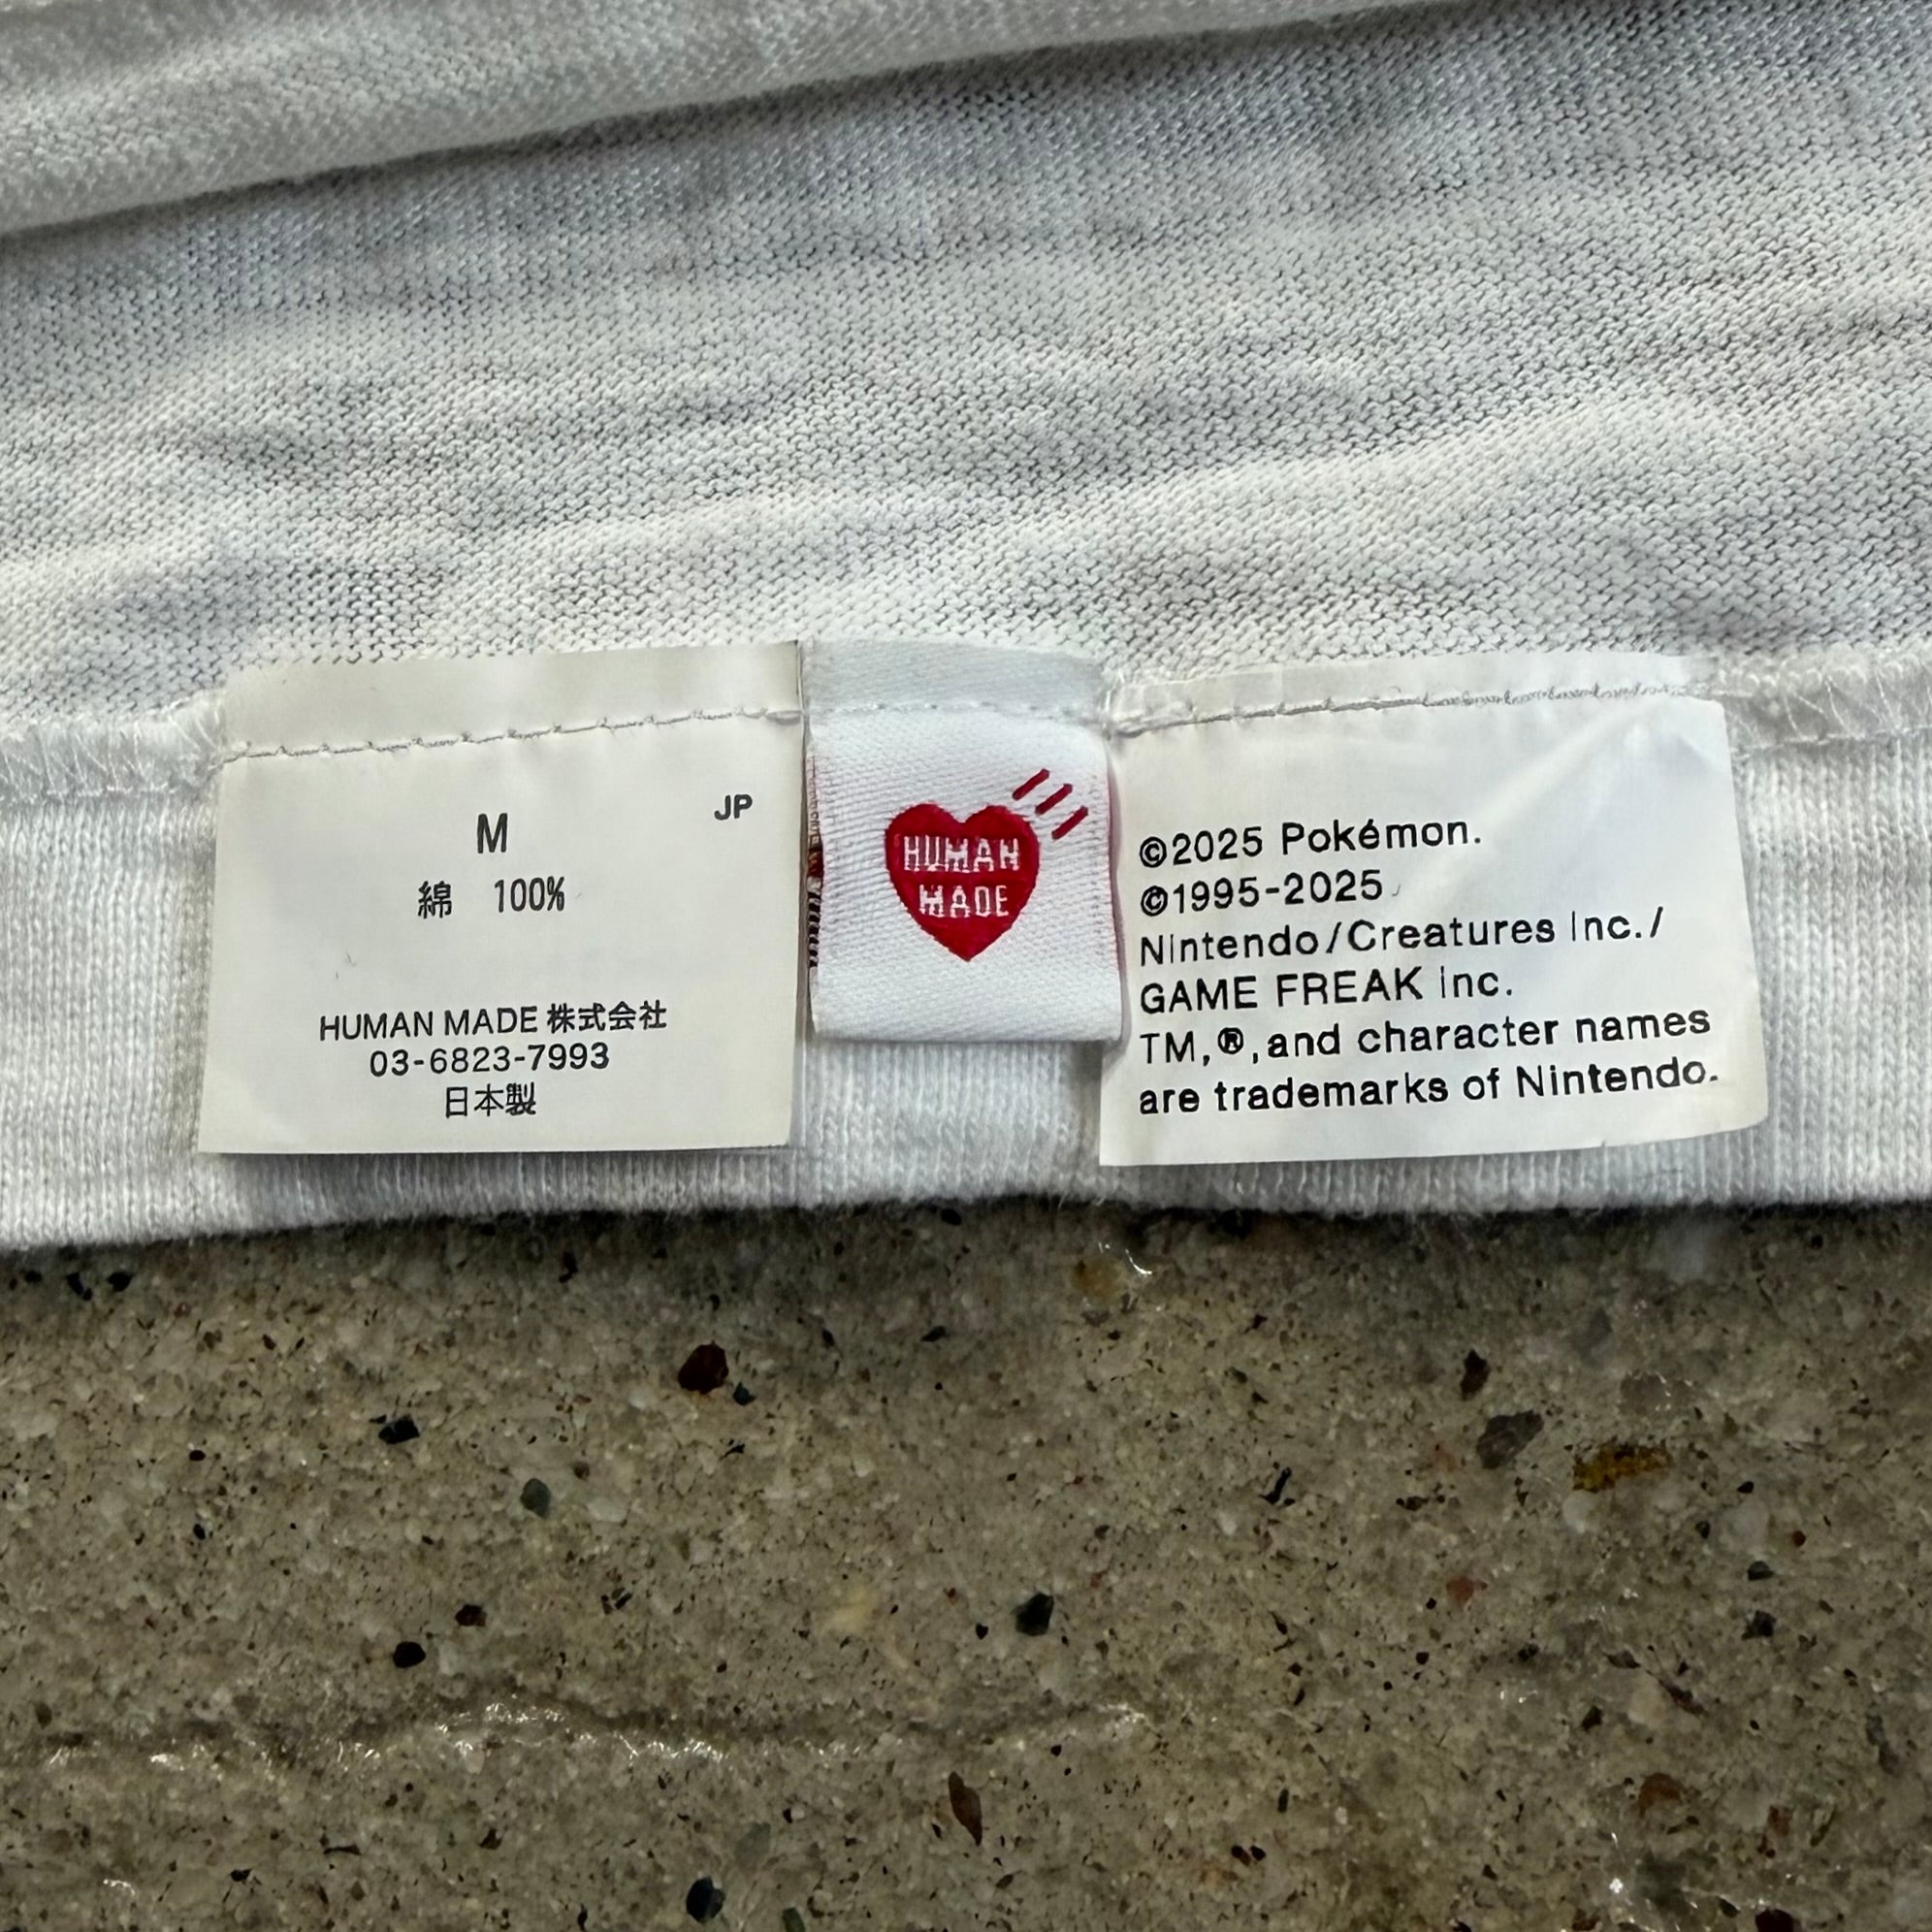 M
JP
綿 100%
HUMAN MADE 株式会社
03-6823-7993
日本製
HUMAN
MADE
©2025 Pokémon.
©1995-2025
Nintendo/Creatures Inc./
GAME FREAK inc.
TM,®,and character names
are trademarks of Nintendo.